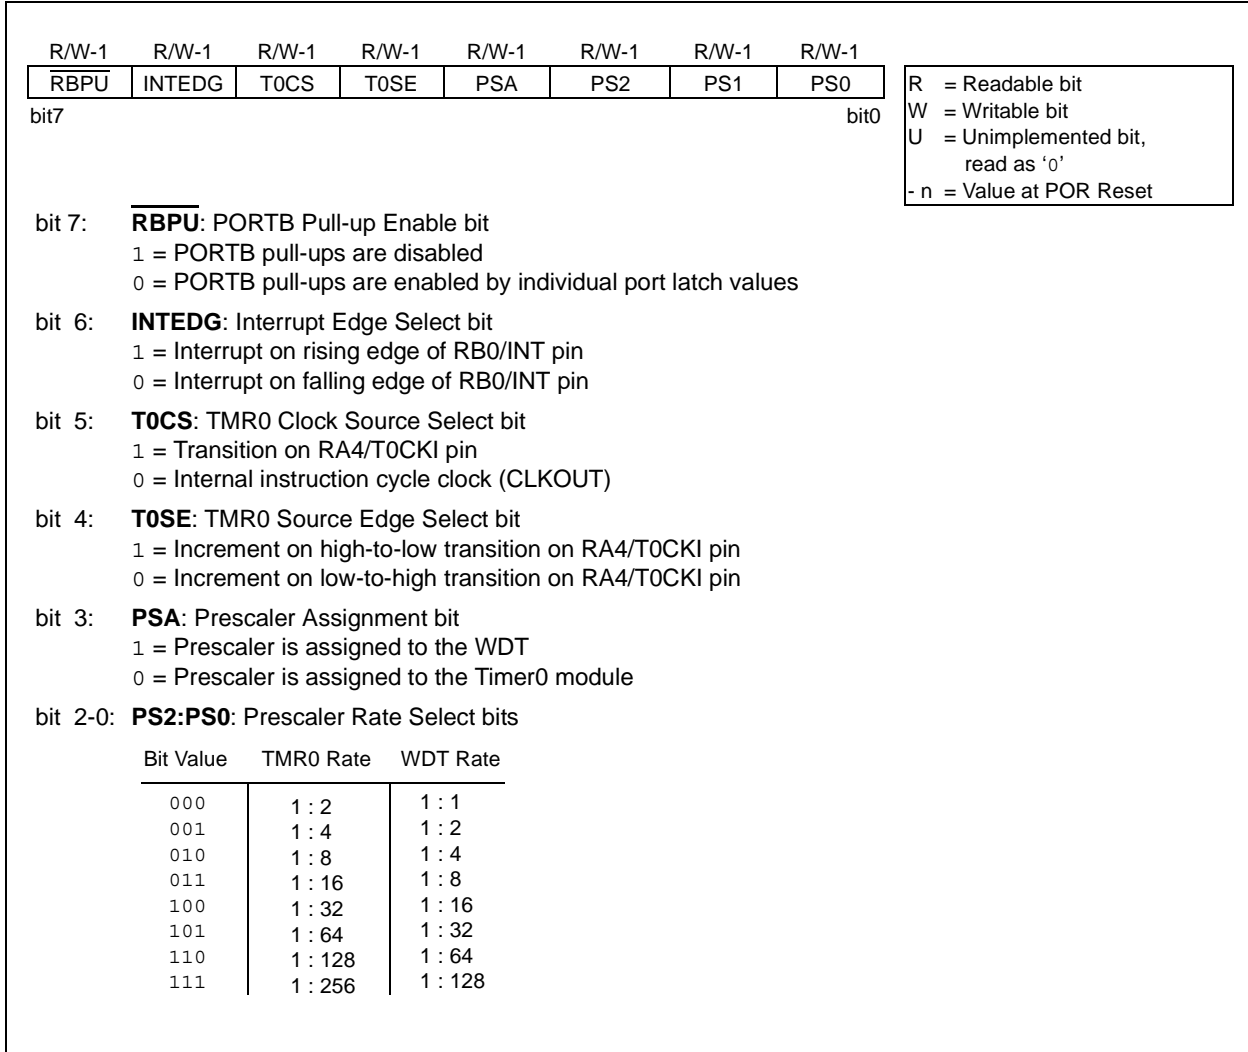 R/W-1 R/W-1 R/W-1 R/W-1 R/W-1 R/W-1 R/W-1 R/W-1
RBPU INTEDG T0CS T0SE PSA PS2 PS1 PS0
bit7 bit0
R = Readable bit
W = Writable bit
U = Unimplemented bit,
read as ‘0’
- n = Value at POR Reset
bit 7: RBPU: PORTB Pull-up Enable bit
1 = PORTB pull-ups are disabled
0 = PORTB pull-ups are enabled by individual port latch values
bit 6: INTEDG: Interrupt Edge Select bit
1 = Interrupt on rising edge of RB0/INT pin
0 = Interrupt on falling edge of RB0/INT pin
bit 5: T0CS: TMR0 Clock Source Select bit
1 = Transition on RA4/T0CKI pin
0 = Internal instruction cycle clock (CLKOUT)
bit 4: T0SE: TMR0 Source Edge Select bit
1 = Increment on high-to-low transition on RA4/T0CKI pin
0 = Increment on low-to-high transition on RA4/T0CKI pin
bit 3: PSA: Prescaler Assignment bit
1 = Prescaler is assigned to the WDT
0 = Prescaler is assigned to the Timer0 module
bit 2-0: PS2:PS0: Prescaler Rate Select bits
Bit Value TMR0 Rate WDT Rate
000 1 : 2 1 : 1
001 1 : 4 1 : 2
010 1 : 8 1 : 4
011 1 : 16 1 : 8
100 1 : 32 1 : 16
101 1 : 64 1 : 32
110 1 : 128 1 : 64
111 1 : 256 1 : 128